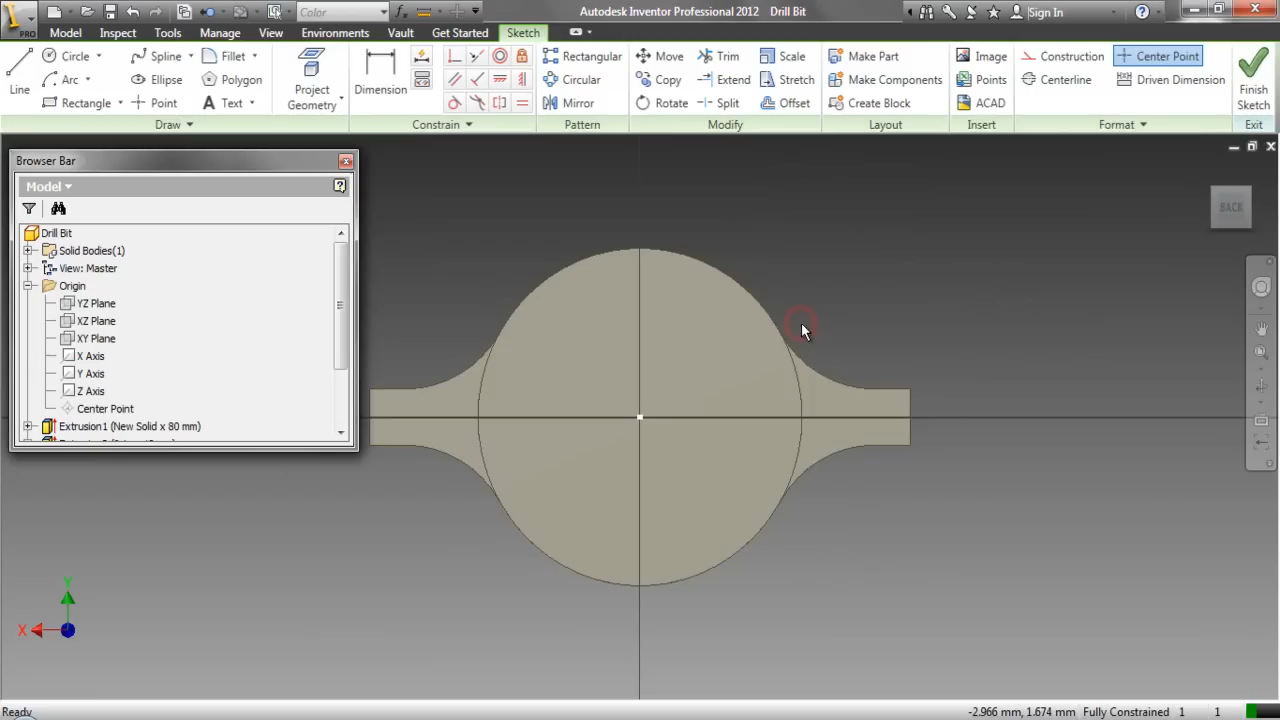 Color
Autodesk Inventor Professional 2012 Drill Bit
Sign In
PRO
Model Inspect Tools Manage View Environments Vault Get Started Sketch
Line
Circle Spline Fillet
Arc Ellipse Polygon
Rectangle Point Text
Project
Geometry
Draw
Dimension
Constrain
Rectangular
Circular
Mirror
Pattern
Move Trim Scale
Copy Extend Stretch
Rotate Split Offset
Modify
Make Part
Make Components
Create Block
Layout
Image
Points
ACAD
Insert
Construction Center Point
Centerline Driven Dimension
Format
Finish
Sketch
Exit
Browser Bar
Model
Drill Bit
Solid Bodies(1)
View: Master
Origin
YZ Plane
XZ Plane
XY Plane
X Axis
Y Axis
Z Axis
Center Point
Extrusion1 (New Solid x 80 mm)
BACK
Y
X
Ready
-2.966 mm, 1.674 mm Fully Constrained 1 1